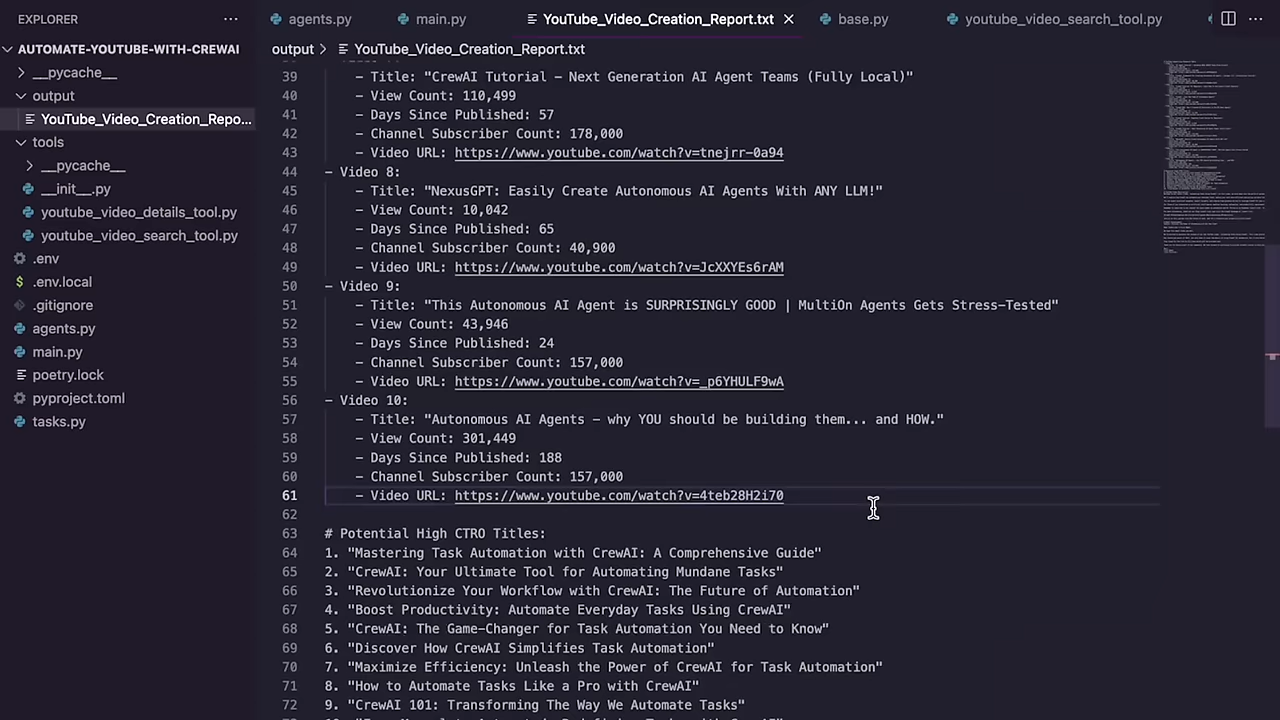 EXPLORER
AUTOMATE-YOUTUBE-WITH-CREWAI
__pycache__
output
YouTube_Video_Creation_Repo...
tools
__pycache__
__init__.py
youtube_video_details_tool.py
youtube_video_search_tool.py
.env
.env.local
.gitignore
agents.py
main.py
poetry.lock
pyproject.toml
tasks.py
agents.py main.py YouTube_Video_Creation_Report.txt base.py youtube_video_search_tool.py
output > YouTube_Video_Creation_Report.txt
39 - Title: "CrewAI Tutorial - Next Generation AI Agent Teams (Fully Local)"
40 - View Count:
41 - Days Since Published: 57
42 - Channel Subscriber Count: 178,000
43 - Video URL: https://www.youtube.com/watch?v=tnejrr-0a94
44 - Video 8:
45 - Title: "NexusGPT: Easily Create Autonomous AI Agents With ANY LLM!"
46 - View Count:
47 - Days Since Published: 65
48 - Channel Subscriber Count: 40,900
49 - Video URL: https://www.youtube.com/watch?v=JcXXYEs6rAM
50 - Video 9:
51 - Title: "This Autonomous AI Agent is SURPRISINGLY GOOD | MultiOn Agents Gets Stress-Tested"
52 - View Count: 43,946
53 - Days Since Published: 24
54 - Channel Subscriber Count: 157,000
55 - Video URL: https://www.youtube.com/watch?v=_p6YHULF9wA
56 - Video 10:
57 - Title: "Autonomous AI Agents - why YOU should be building them... and HOW."
58 - View Count: 301,449
59 - Days Since Published: 188
60 - Channel Subscriber Count: 157,000
61 - Video URL: https://www.youtube.com/watch?v=4teb28H2i70
62
63 # Potential High CTRO Titles:
64 1. "Mastering Task Automation with CrewAI: A Comprehensive Guide"
65 2. "CrewAI: Your Ultimate Tool for Automating Mundane Tasks"
66 3. "Revolutionize Your Workflow with CrewAI: The Future of Automation"
67 4. "Boost Productivity: Automate Everyday Tasks Using CrewAI"
68 5. "CrewAI: The Game-Changer for Task Automation You Need to Know"
69 6. "Discover How CrewAI Simplifies Task Automation"
70 7. "Maximize Efficiency: Unleash the Power of CrewAI for Task Automation"
71 8. "How to Automate Tasks Like a Pro with CrewAI"
72 9. "CrewAI 101: Transforming The Way We Automate Tasks"